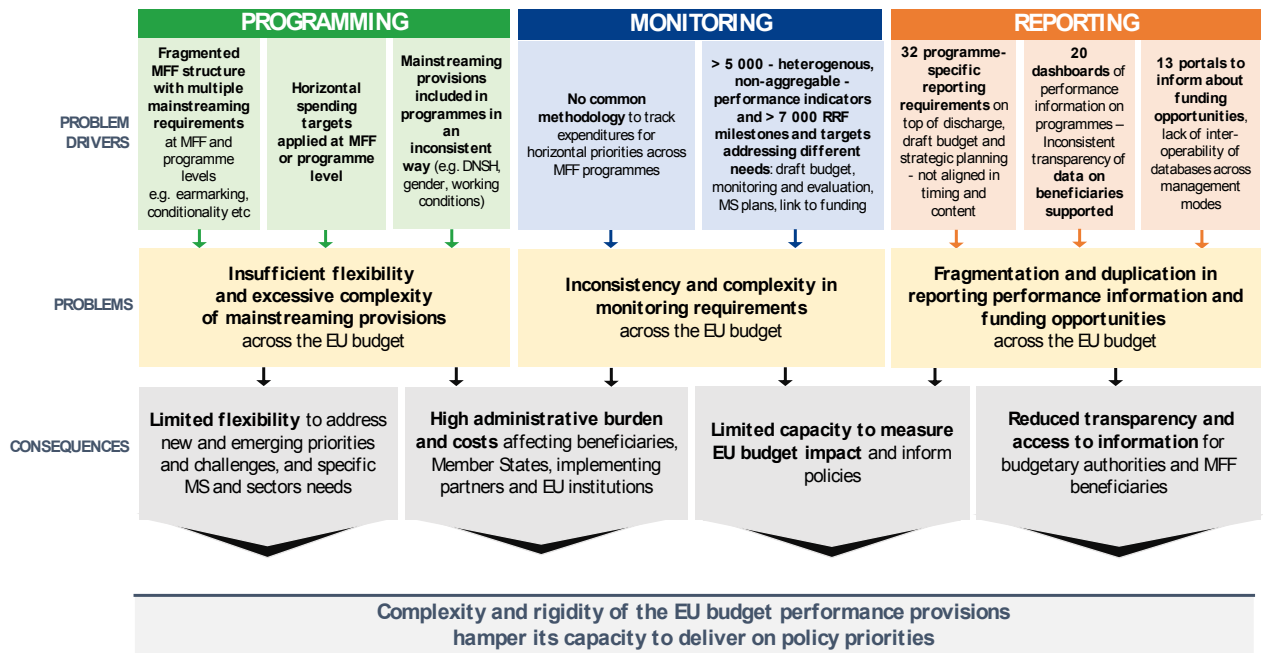 PROGRAMMING
MONITORING
REPORTING
PROBLEM
DRIVERS
Fragmented
MFF structure
with multiple
mainstreaming
requirements
at MFF and
programme
levels
e.g. earmarking,
conditionality etc
Horizontal
spending
targets
applied at MFF
or programme
level
Mainstreaming
provisions
included in
programmes in
an
inconsistent
way (e.g. DNSH,
gender, working
conditions)
No common
methodology to track
expenditures for
horizontal priorities across
MFF programmes
> 5 000 - heterogenous,
non-aggregable -
performance indicators
and > 7 000 RRF
milestones and targets
addressing different
needs: draft budget,
monitoring and evaluation,
MS plans, link to funding
32 programme-
specific
reporting
requirements on
top of discharge,
draft budget and
strategic planning
- not aligned in
timing and
content
20
dashboards of
performance
information on
programmes –
Inconsistent
transparency of
data on
beneficiaries
supported
13 portals to
inform about
funding
opportunities,
lack of inter-
operability of
databases across
management
modes
PROBLEMS
Insufficient flexibility
and excessive complexity
of mainstreaming provisions
across the EU budget
Inconsistency and complexity in
monitoring requirements
across the EU budget
Fragmentation and duplication in
reporting performance information and
funding opportunities
across the EU budget
CONSEQUENCES
Limited flexibility to address
new and emerging priorities
and challenges, and specific
MS and sectors needs
High administrative burden
and costs affecting beneficiaries,
Member States, implementing
partners and EU institutions
Limited capacity to measure
EU budget impact and inform
policies
Reduced transparency and
access to information for
budgetary authorities and MFF
beneficiaries
Complexity and rigidity of the EU budget performance provisions
hamper its capacity to deliver on policy priorities